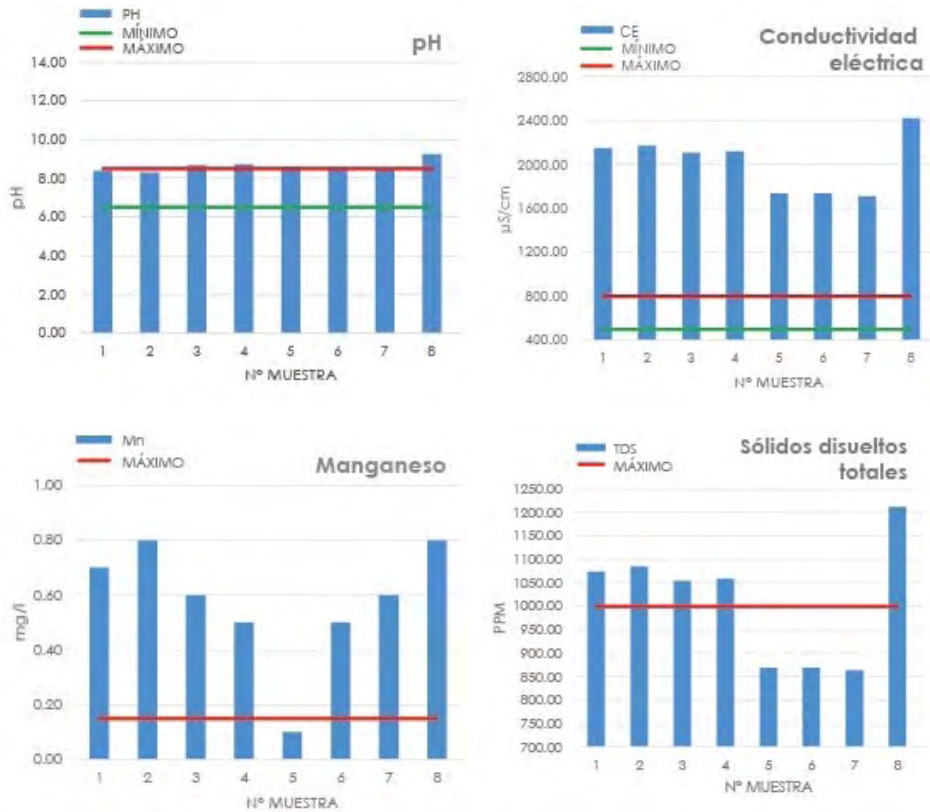 PH
MÍNIMO
MÁXIMO
pH
14.00
12.00
10.00
8.00
6.00
4.00
2.00
0.00
pH
1 2 3 4 5 6 7 8
Nº MUESTRA
CE
MÍNIMO
MÁXIMO
Conductividad
eléctrica
2800.00
2400.00
2000.00
1600.00
1200.00
800.00
400.00
µS/cm
1 2 3 4 5 6 7 8
Nº MUESTRA
Mn
MÁXIMO
Manganeso
1.00
0.80
0.60
0.40
0.20
0.00
mg/l
1 2 3 4 5 6 7 8
Nº MUESTRA
TDS
MÁXIMO
Sólidos disueltos
totales
1250.00
1200.00
1150.00
1100.00
1050.00
1000.00
950.00
900.00
850.00
800.00
750.00
700.00
PPM
1 2 3 4 5 6 7 8
Nº MUESTRA